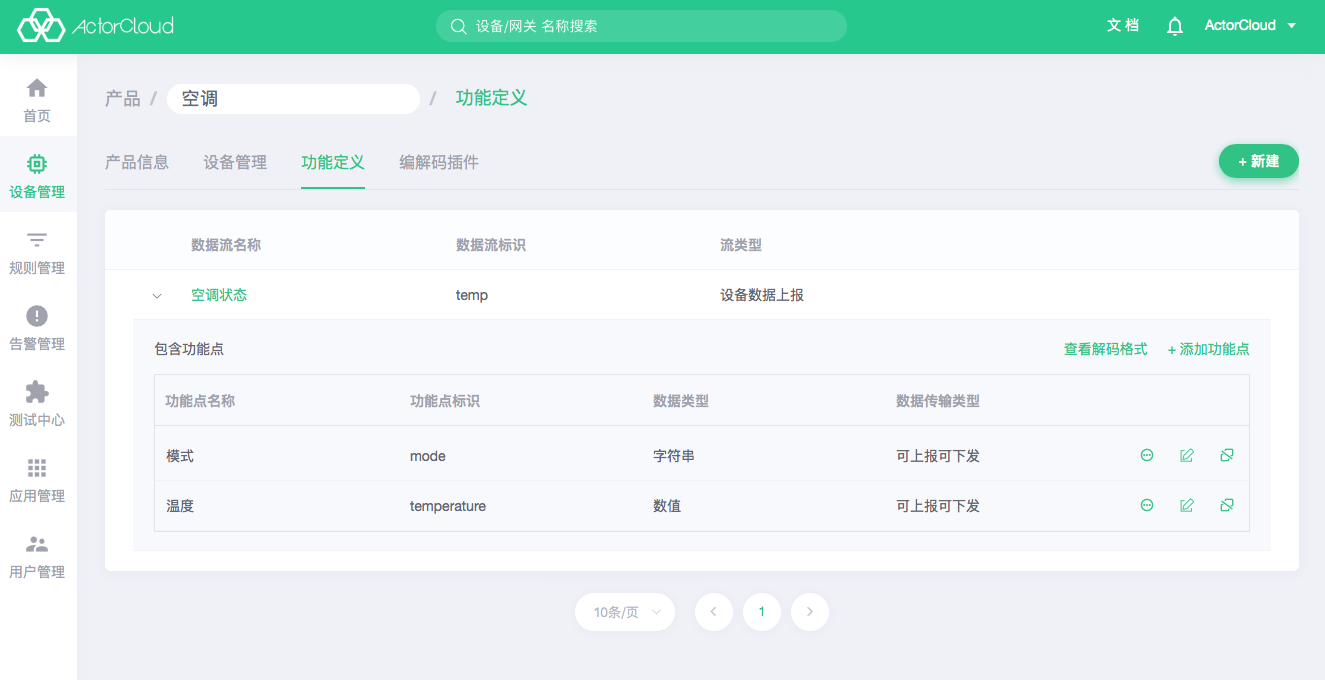 ActorCloud 设备/网关 名称搜索 文档 ActorCloud
首页
设备管理
规则管理
告警管理
测试中心
应用管理
用户管理
产品 / 空调 / 功能定义
产品信息 设备管理 功能定义 编解码插件 + 新建
数据流名称 数据流标识 流类型
空调状态 temp 设备数据上报
包含功能点 查看解码格式 + 添加功能点
功能点名称 功能点标识 数据类型 数据传输类型
模式 mode 字符串 可上报可下发
温度 temperature 数值 可上报可下发
10条/页 1